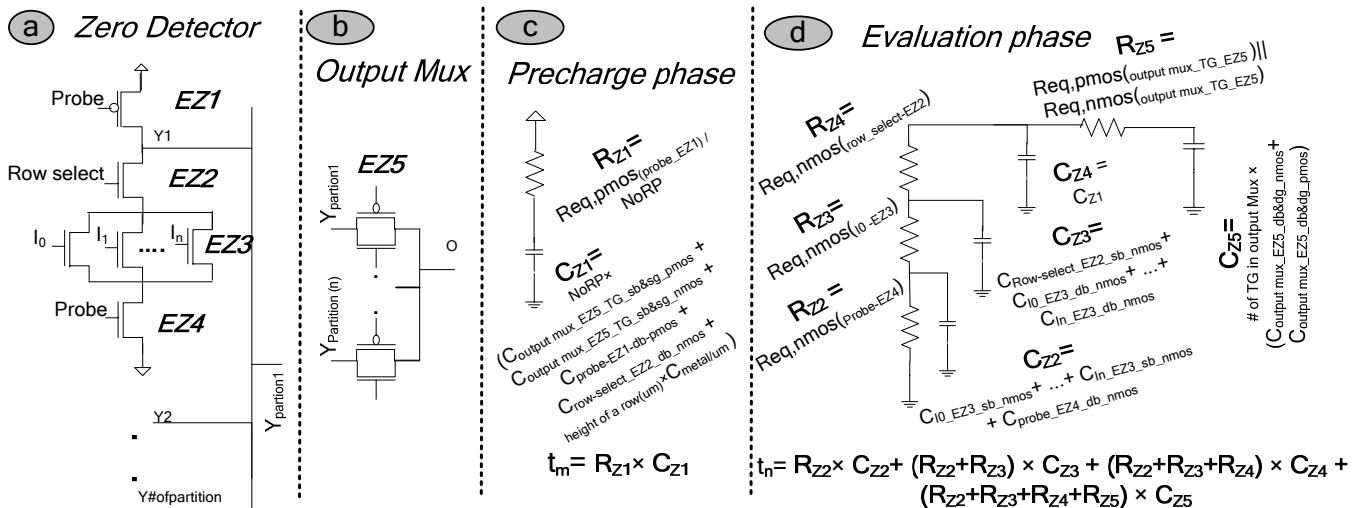 a
Zero Detector
Probe
EZ1
Y1
Row select
EZ2
I0
I1
....
In
EZ3
Probe
EZ4
Ypartion1
Y2
Y#ofpartition
b
Output Mux
EZ5
Ypartion1
YPartition (n)
O
c
Precharge phase
RZ1=
Req,pmos(probe_EZ1) /
NoRP
CZ1=
NoRP×
(Coutput mux_EZ5_TG_sb&sg_pmos +
Coutput mux_EZ5_TG_sb&sg_nmos +
Cprobe-EZ1-db-pmos +
Crow-select_EZ2_db_nmos +
height of a row(um)×Cmetal/um)
tm= RZ1× CZ1
d
Evaluation phase
RZ5=
Req,pmos(output mux_TG_EZ5)||
Req,nmos(output mux_TG_EZ5)
RZ4=
Req,nmos(row_select-EZ2)
CZ4 =
CZ1
RZ3=
Req,nmos(I0 -EZ3)
CZ3=
CRow-select_EZ2_sb_nmos+
CI0_EZ3_db_nmos+ ...+
CIn_EZ3_db_nmos
RZ2=
Req,nmos(Probe-EZ4)
CZ2=
CI0_EZ3_sb_nmos+ ...+ CIn_EZ3_sb_nmos
+ Cprobe_EZ4_db_nmos
CZ5=
# of TG in output Mux ×
(Coutput mux_EZ5_db&dg_nmos+
Coutput mux_EZ5_db&dg_pmos)
tn= RZ2× CZ2+ (RZ2+RZ3) × CZ3 + (RZ2+RZ3+RZ4) × CZ4 +
(RZ2+RZ3+RZ4+RZ5) × CZ5